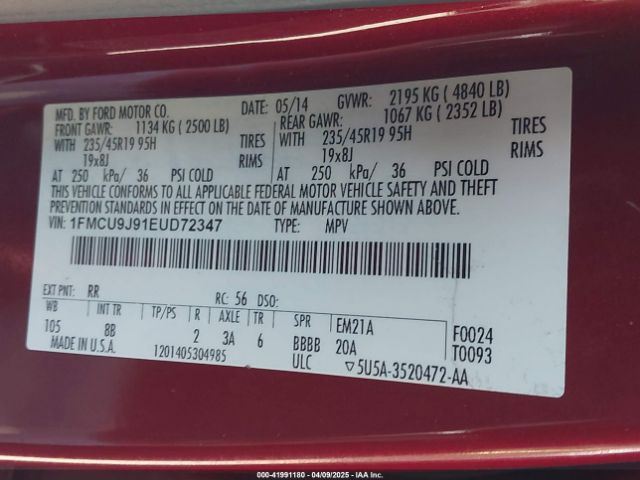 MFD. BY FORD MOTOR CO. DATE: 05/14 GVWR: 2195 KG ( 4840 LB)
FRONT GAWR: 1134 KG ( 2500 LB) REAR GAWR: 1067 KG ( 2352 LB)
WITH 235/45R19 95H TIRES WITH 235/45R19 95H TIRES
19x8J RIMS 19x8J RIMS
AT 250 kPa/ 36 PSI COLD AT 250 kPa/ 36 PSI COLD
THIS VEHICLE CONFORMS TO ALL APPLICABLE FEDERAL MOTOR VEHICLE SAFETY AND THEFT
PREVENTION STANDARDS IN EFFECT ON THE DATE OF MANUFACTURE SHOWN ABOVE.
VIN: 1FMCU9J91EUD72347 TYPE: MPV
EXT PNT: RR RC: 56 DSO:
WB INT TR TP/PS R AXLE TR SPR EM21A F0024
105 8B 2 3A 6 BBBB 20A T0093
MADE IN U.S.A. 1201405304985 ULC ▽5U5A-3520472-AA
000-41991180 - 04/09/2025 - IAA Inc.